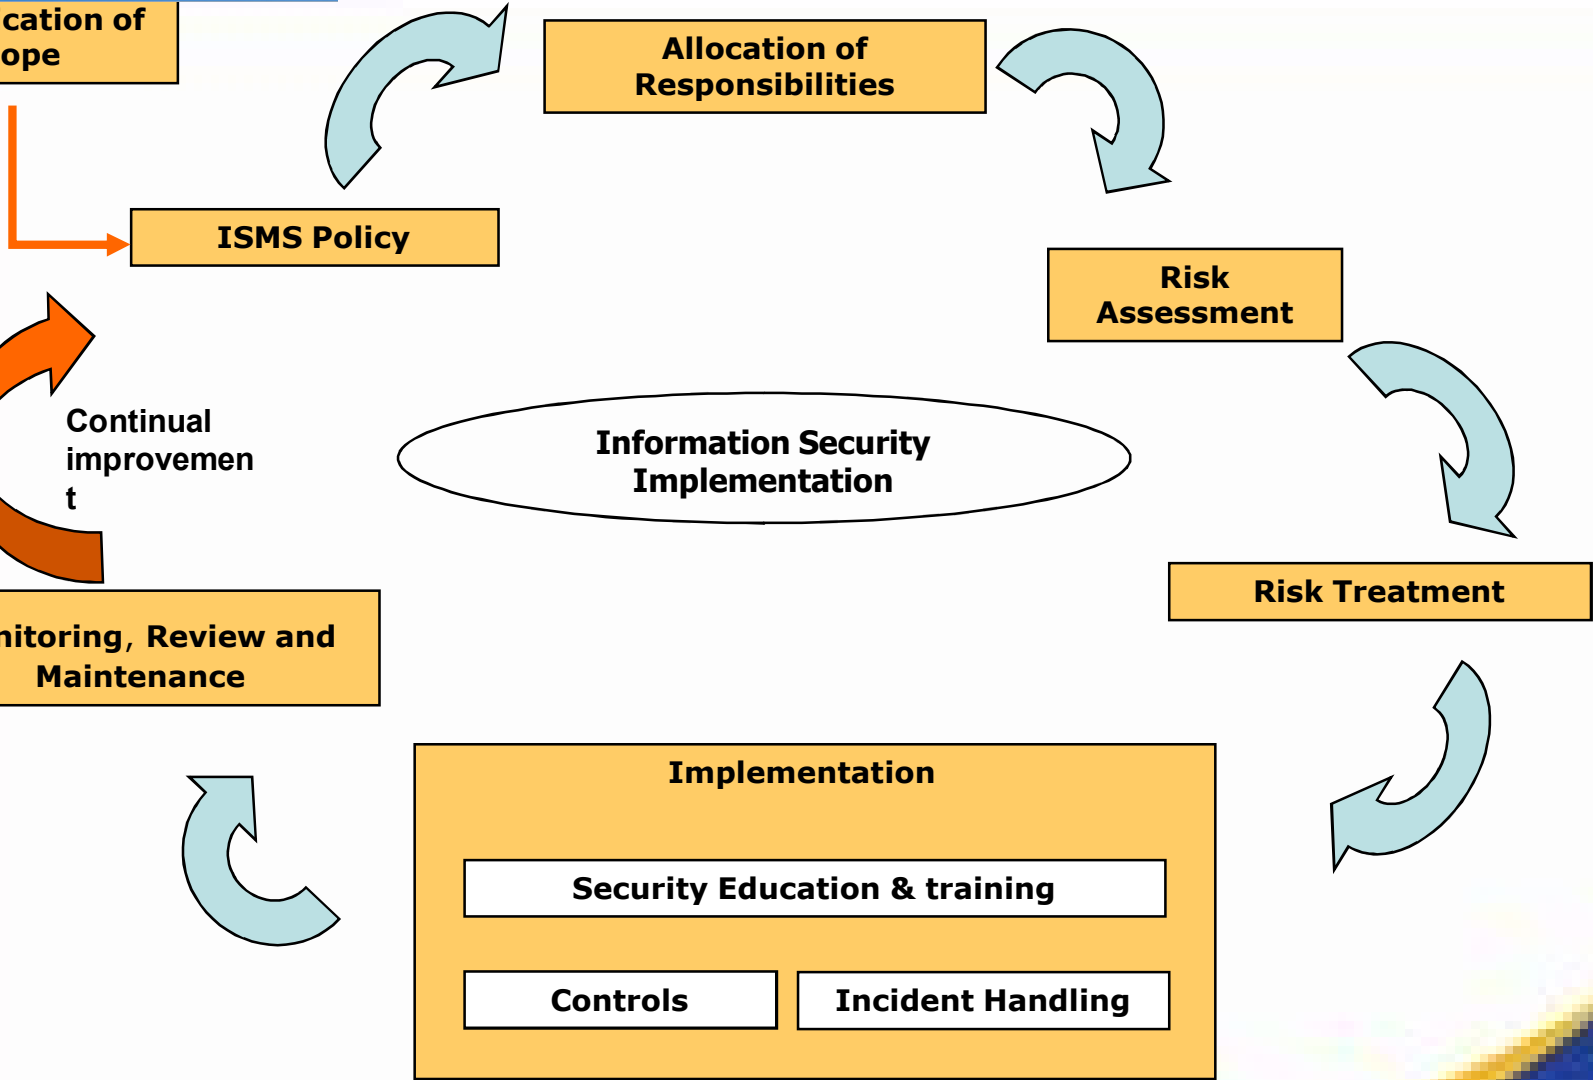 cation of
ope
Allocation of
Responsibilities
ISMS Policy
Risk
Assessment
Continual
improvemen
t
Information Security
Implementation
Risk Treatment
nitoring, Review and
Maintenance
Implementation
Security Education & training
Controls
Incident Handling